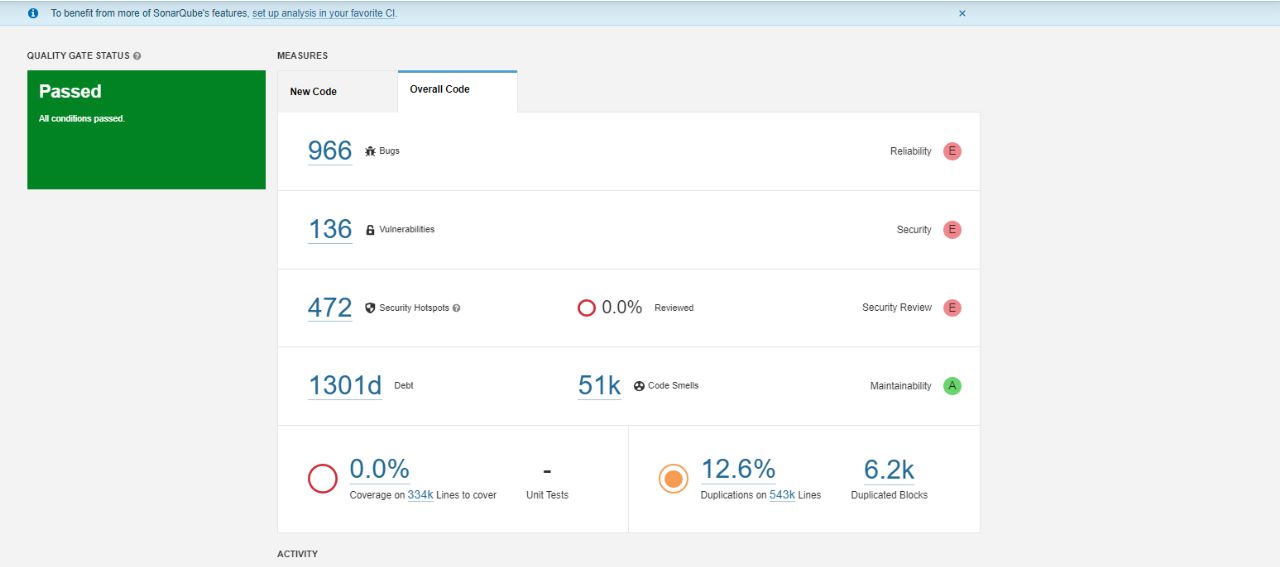 To benefit from more of SonarQube's features, set up analysis in your favorite CI.
QUALITY GATE STATUS
MEASURES
Passed
All conditions passed.
New Code
Overall Code
966 Bugs
Reliability E
136 Vulnerabilities
Security E
472 Security Hotspots
0.0% Reviewed
Security Review E
1301d Debt
51k Code Smells
Maintainability A
0.0%
Coverage on 334k Lines to cover
-
Unit Tests
12.6%
Duplications on 543k Lines
6.2k
Duplicated Blocks
ACTIVITY